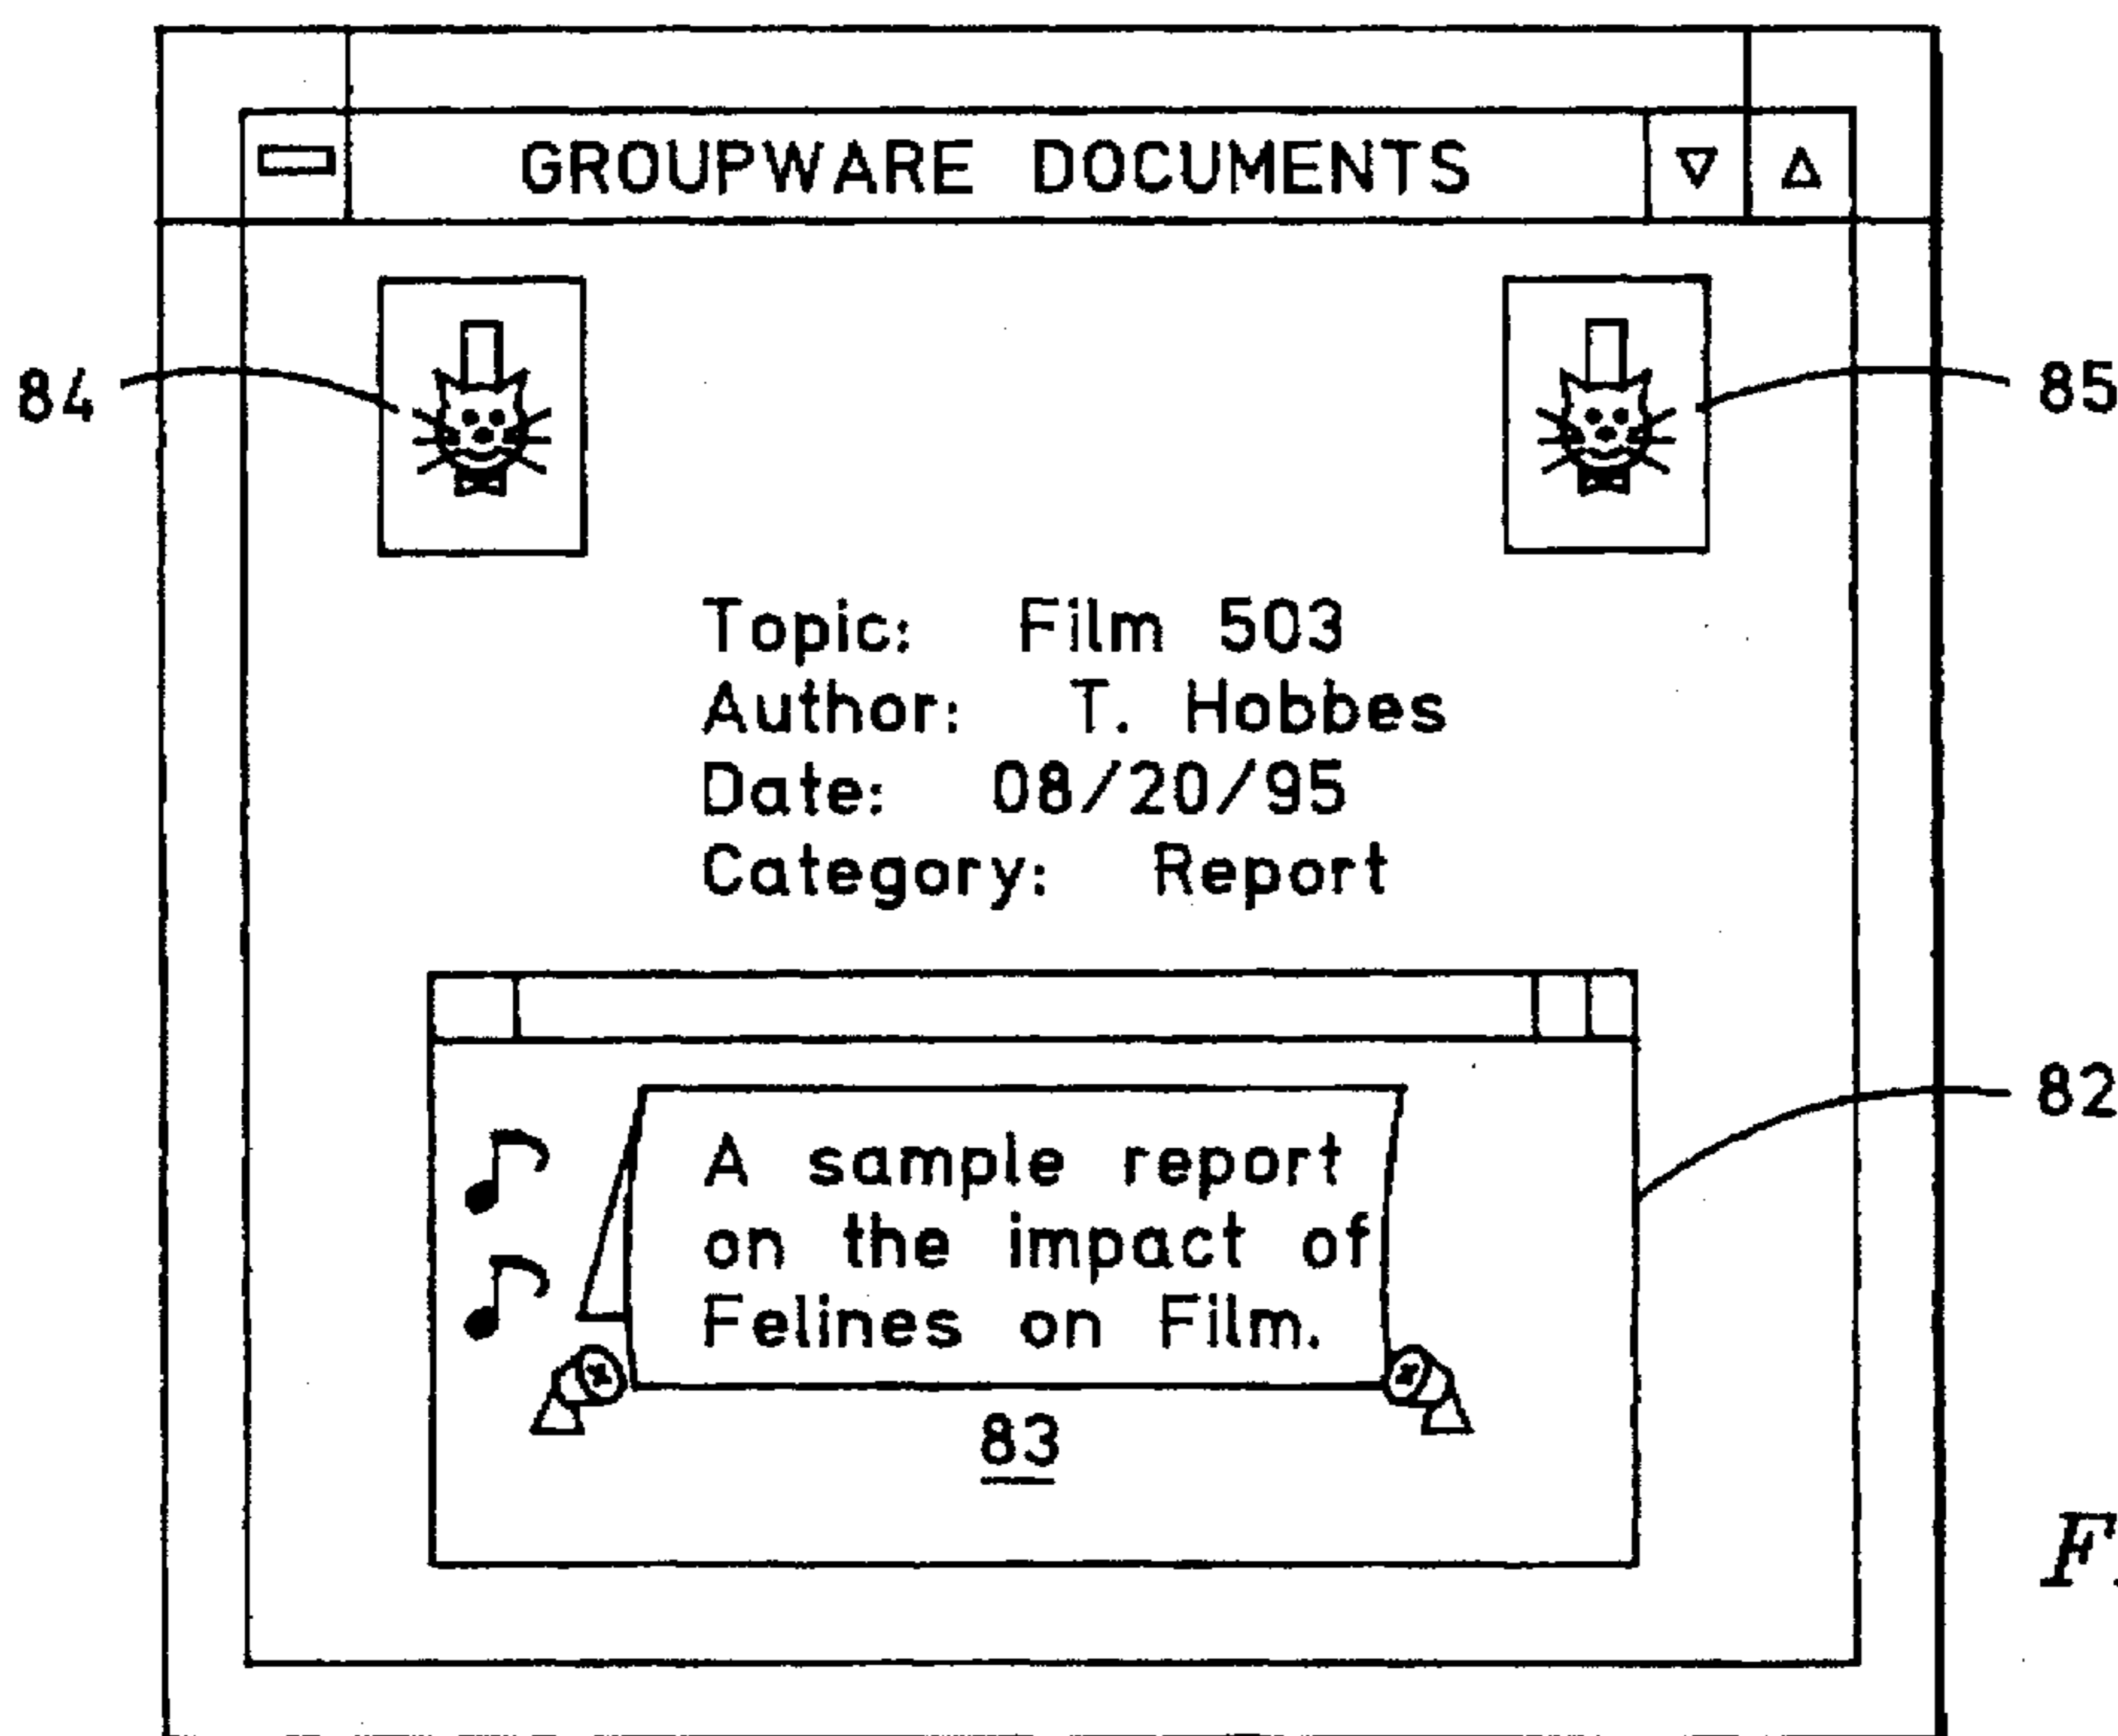 GROUPWARE DOCUMENTS
84
85
Topic: Film 503
Author: T. Hobbes
Date: 08/20/95
Category: Report
82
A sample report
on the impact of
Felines on Film.
83